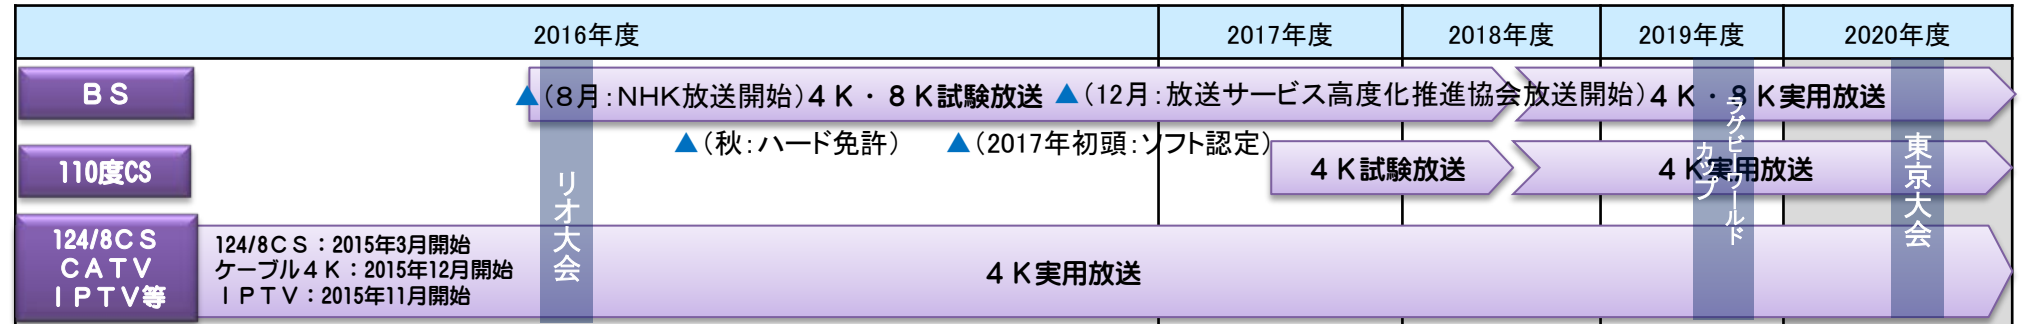 2016年度 2017年度 2018年度 2019年度 2020年度
BS
▲(8月:NHK放送開始)4K・8K試験放送 ▲(12月:放送サービス高度化推進協会放送開始)4K・8K実用放送
▲(秋:ハード免許) ▲(2017年初頭:ソフト認定)
110度CS
4K試験放送 4K実用放送
124/8CS
CATV
IPTV等
124/8CS:2015年3月開始
ケーブル4K:2015年12月開始
IPTV:2015年11月開始
4K実用放送
リオ大会
ラグビーワールド
カップ
東京大会